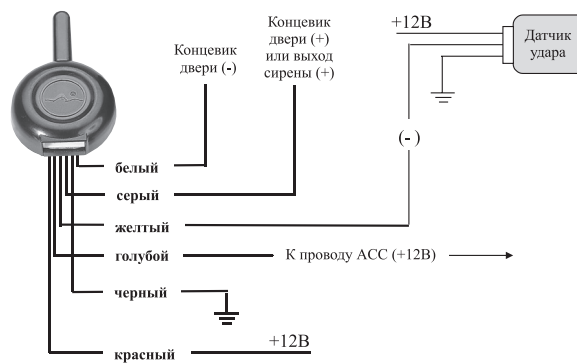 Концевик
двери (-)
Концевик
двери (+)
или выход
сирены (+)
+12В
Датчик
удара
(-)
белый
серый
желтый
голубой
К проводу АСС (+12В)
черный
красный
+12В